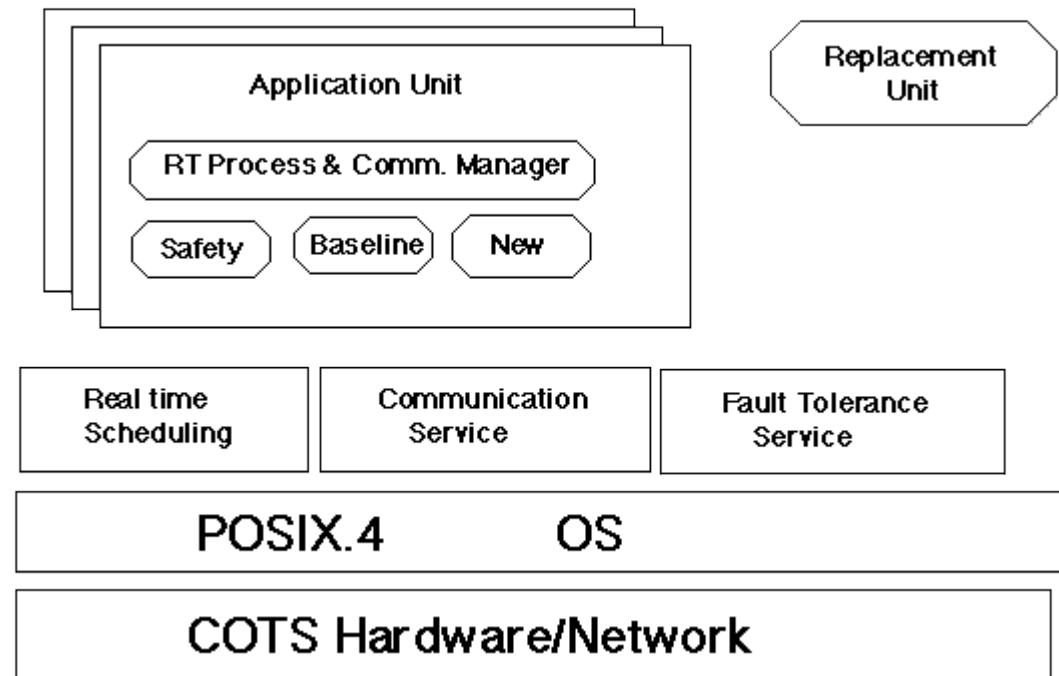 Application Unit
Replacement
Unit
RT Process & Comm. Manager
Safety
Baseline
New
Real time
Scheduling
Communication
Service
Fault Tolerance
Service
POSIX.4 OS
COTS Hardware/Network